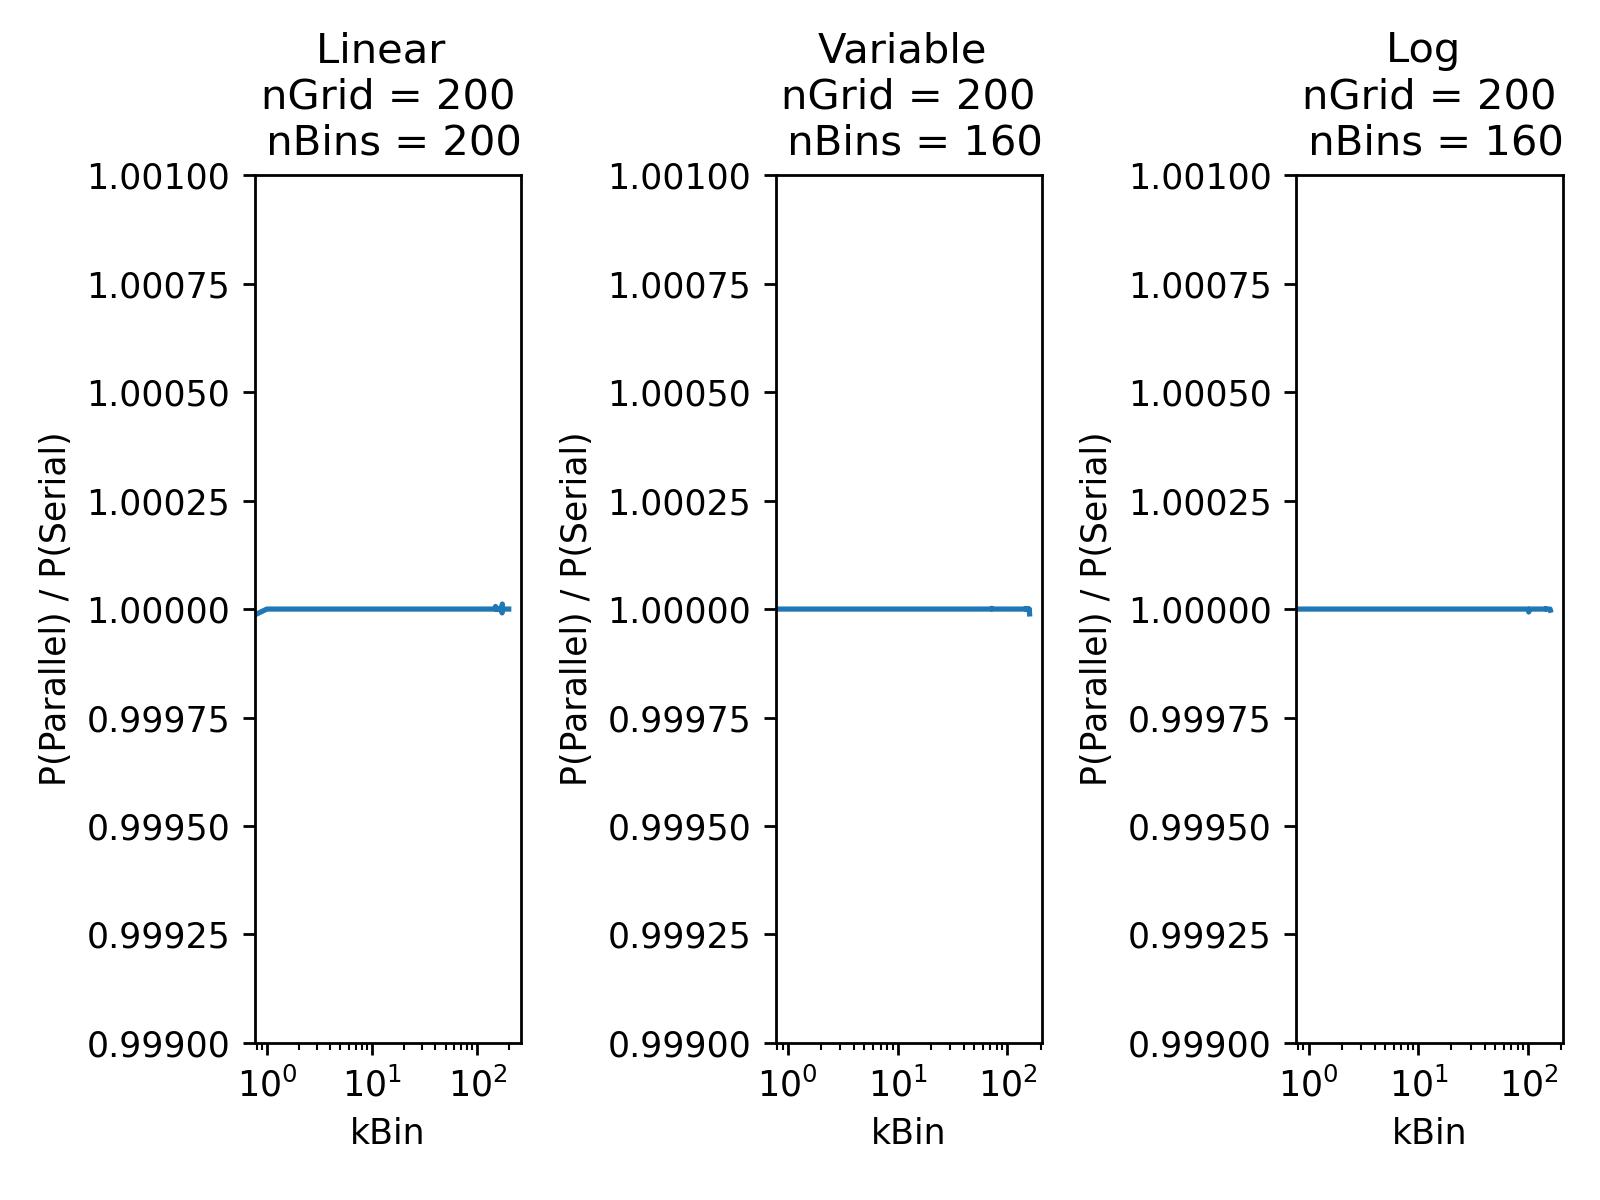 Linear
nGrid = 200
nBins = 200
1.00100
1.00075
1.00050
1.00025
1.00000
0.99975
0.99950
0.99925
0.99900
P(Parallel) / P(Serial)
10⁰ 10¹ 10²
kBin
Variable
nGrid = 200
nBins = 160
1.00100
1.00075
1.00050
1.00025
1.00000
0.99975
0.99950
0.99925
0.99900
P(Parallel) / P(Serial)
10⁰ 10¹ 10²
kBin
Log
nGrid = 200
nBins = 160
1.00100
1.00075
1.00050
1.00025
1.00000
0.99975
0.99950
0.99925
0.99900
P(Parallel) / P(Serial)
10⁰ 10¹ 10²
kBin